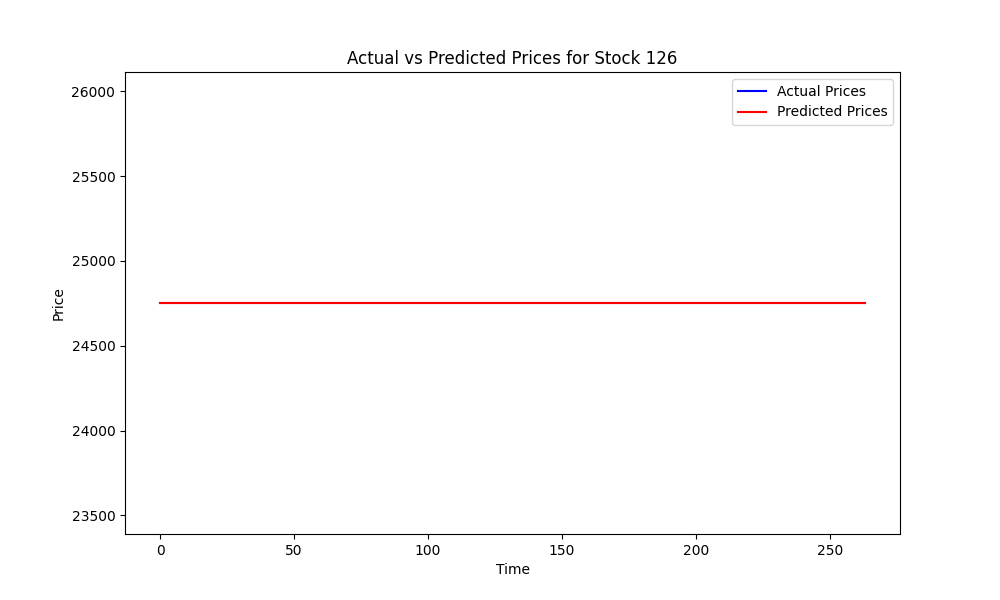 Actual vs Predicted Prices for Stock 126
Actual Prices
Predicted Prices
26000
25500
25000
24500
24000
23500
Price
0
50
100
150
200
250
Time